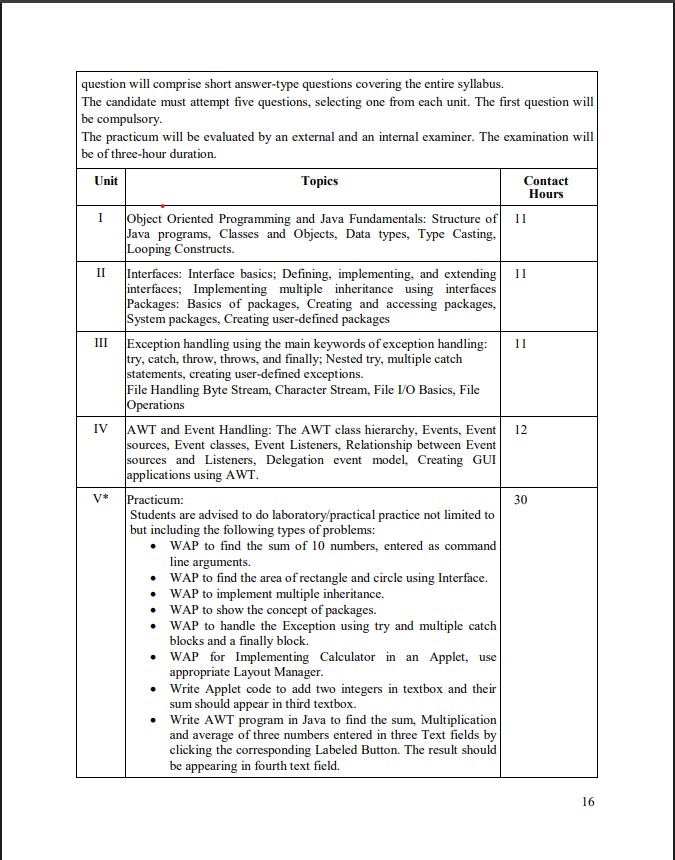 question will comprise short answer-type questions covering the entire syllabus.
The candidate must attempt five questions, selecting one from each unit. The first question will
be compulsory.
The practicum will be evaluated by an external and an internal examiner. The examination will
be of three-hour duration.
Unit Topics Contact
Hours
I Object Oriented Programming and Java Fundamentals: Structure of 11
Java programs, Classes and Objects, Data types, Type Casting,
Looping Constructs.
II Interfaces: Interface basics; Defining, implementing, and extending 11
interfaces; Implementing multiple inheritance using interfaces
Packages: Basics of packages, Creating and accessing packages,
System packages, Creating user-defined packages
III Exception handling using the main keywords of exception handling: 11
try, catch, throw, throws, and finally; Nested try, multiple catch
statements, creating user-defined exceptions.
File Handling Byte Stream, Character Stream, File I/O Basics, File
Operations
IV AWT and Event Handling: The AWT class hierarchy, Events, Event 12
sources, Event classes, Event Listeners, Relationship between Event
sources and Listeners, Delegation event model, Creating GUI
applications using AWT.
V* Practicum: 30
Students are advised to do laboratory/practical practice not limited to
but including the following types of problems:
• WAP to find the sum of 10 numbers, entered as command
line arguments.
• WAP to find the area of rectangle and circle using Interface.
• WAP to implement multiple inheritance.
• WAP to show the concept of packages.
• WAP to handle the Exception using try and multiple catch
blocks and a finally block.
• WAP for Implementing Calculator in an Applet, use
appropriate Layout Manager.
• Write Applet code to add two integers in textbox and their
sum should appear in third textbox.
• Write AWT program in Java to find the sum, Multiplication
and average of three numbers entered in three Text fields by
clicking the corresponding Labeled Button. The result should
be appearing in fourth text field.
16